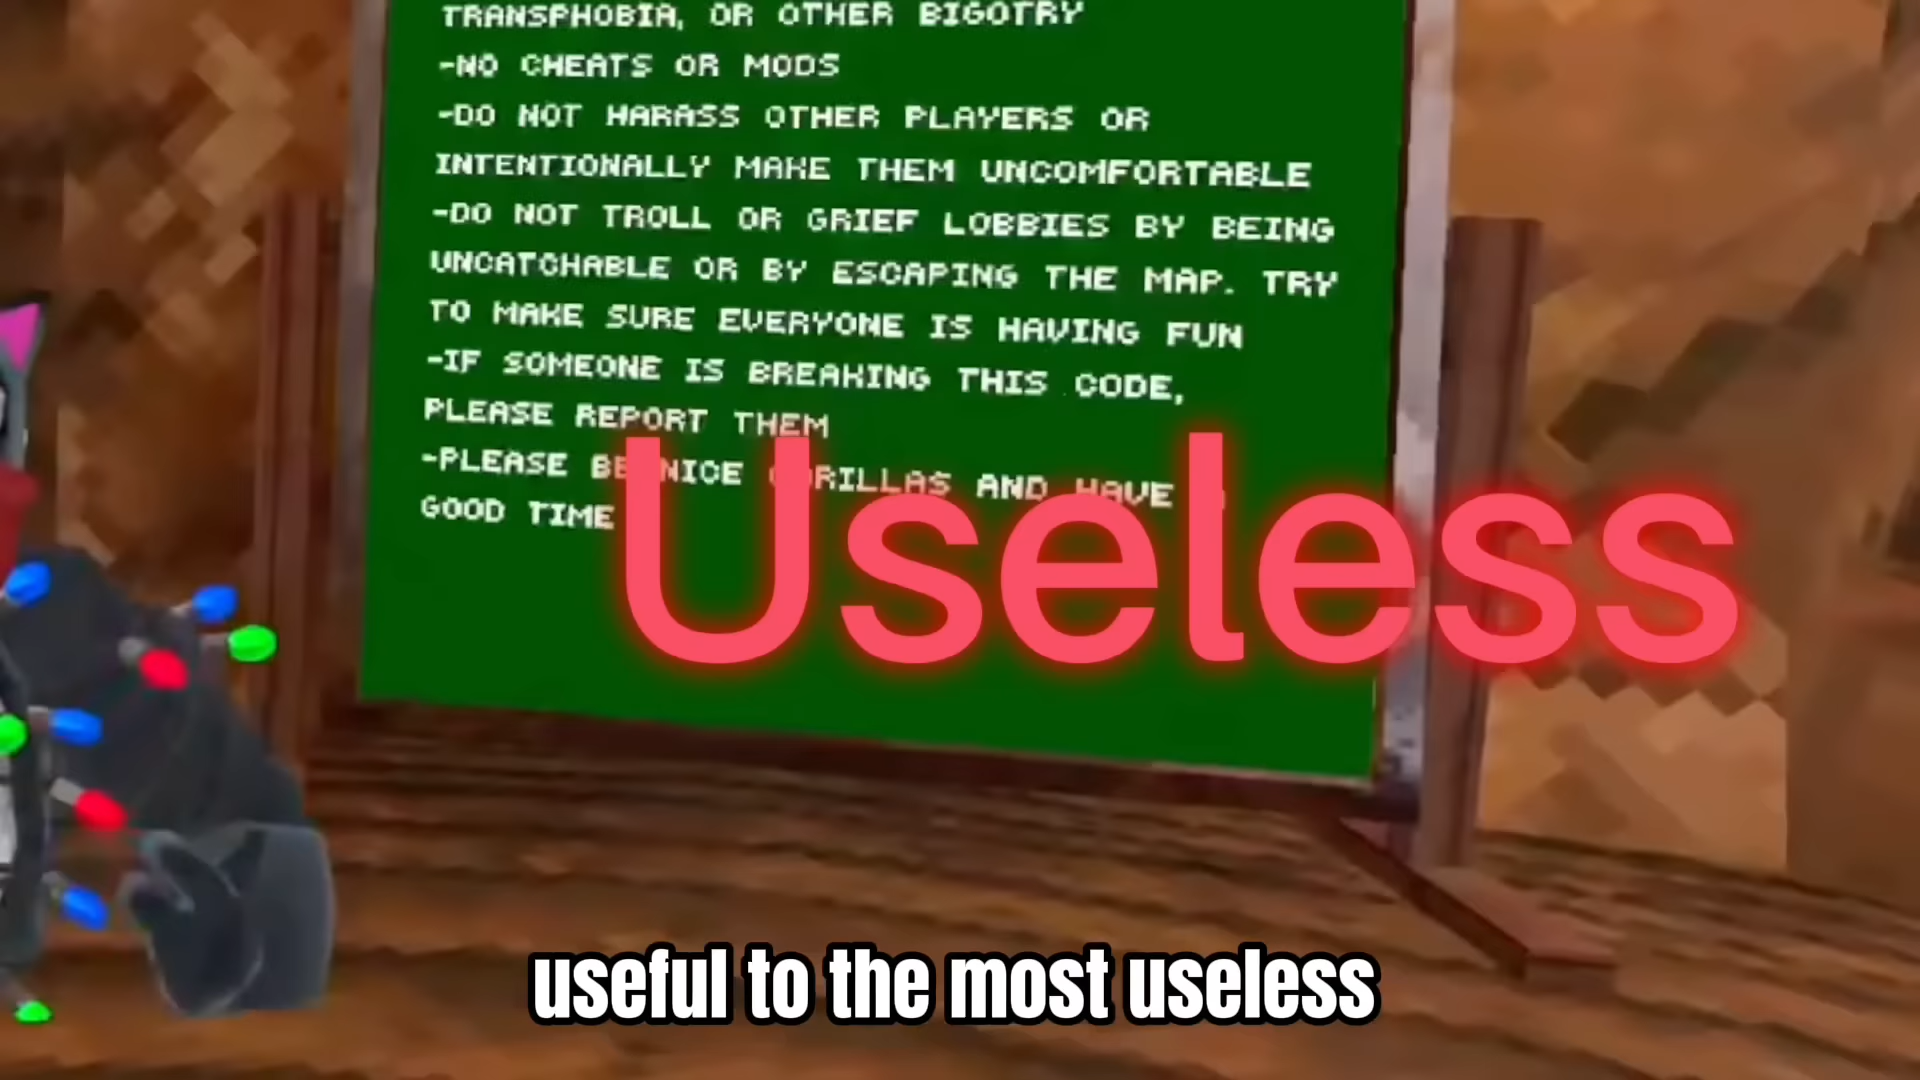 TRANSPHOBIA, OR OTHER BIGOTRY
-NO CHEATS OR MODS
-DO NOT HARASS OTHER PLAYERS OR
INTENTIONALLY MAKE THEM UNCOMFORTABLE
-DO NOT TROLL OR GRIEF LOBBIES BY BEING
UNCATCHABLE OR BY ESCAPING THE MAP. TRY
TO MAKE SURE EVERYONE IS HAVING FUN
-IF SOMEONE IS BREAKING THIS CODE,
PLEASE REPORT THEM
-PLEASE BE NICE GORILLAS AND HAVE A
GOOD TIME
Useless
useful to the most useless